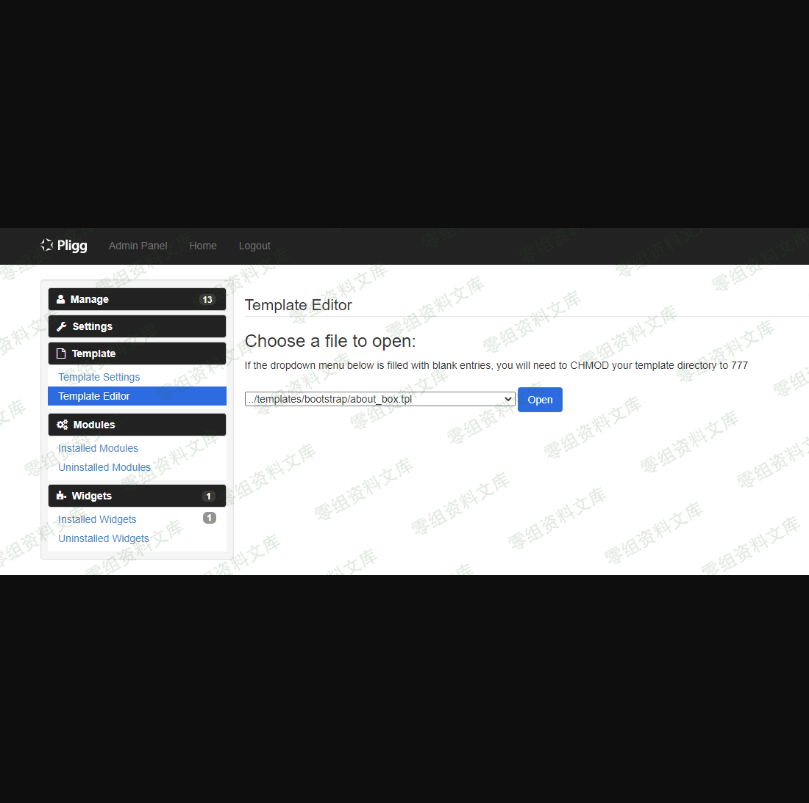 Pligg Admin Panel Home Logout
Manage 13
Settings
Template
Template Settings
Template Editor
Modules
Installed Modules
Uninstalled Modules
Widgets 1
Installed Widgets 1
Uninstalled Widgets
Template Editor
Choose a file to open:
If the dropdown menu below is filled with blank entries, you will need to CHMOD your template directory to 777
../templates/bootstrap/about_box.tpl Open
零组资料文库